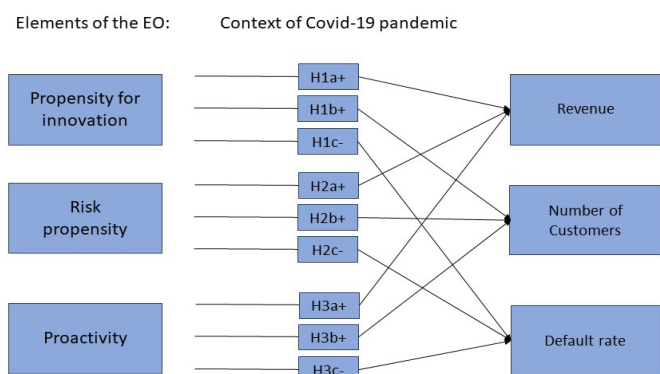 Elements of the EO: Context of Covid-19 pandemic
Propensity for
innovation
H1a+
H1b+
H1c-
Revenue
Risk
propensity
H2a+
H2b+
H2c-
Number of
Customers
Proactivity
H3a+
H3b+
H3c-
Default rate